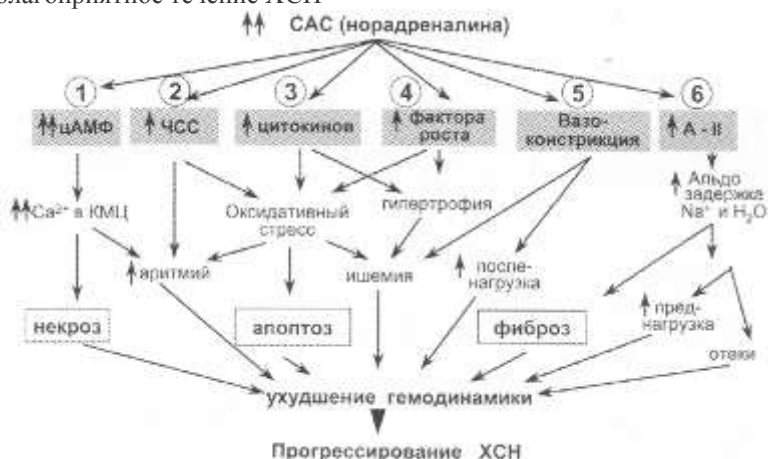 благоприятное течение ХСН
САС (норадреналина)
1 2 3 4 5 6
цАМФ
ЧСС
цитокинов
фактора
роста
Вазо-
констрикция
А - II
Ca²⁺ в КМЦ
Оксидативный
стресс
гипертрофия
Альдо
задержка
Na⁺ и H₂O
аритмий
ишемия
после-
нагрузка
некроз
апоптоз
фиброз
пред-
нагрузка
отеки
ухудшение гемодинамики
Прогрессирование ХСН